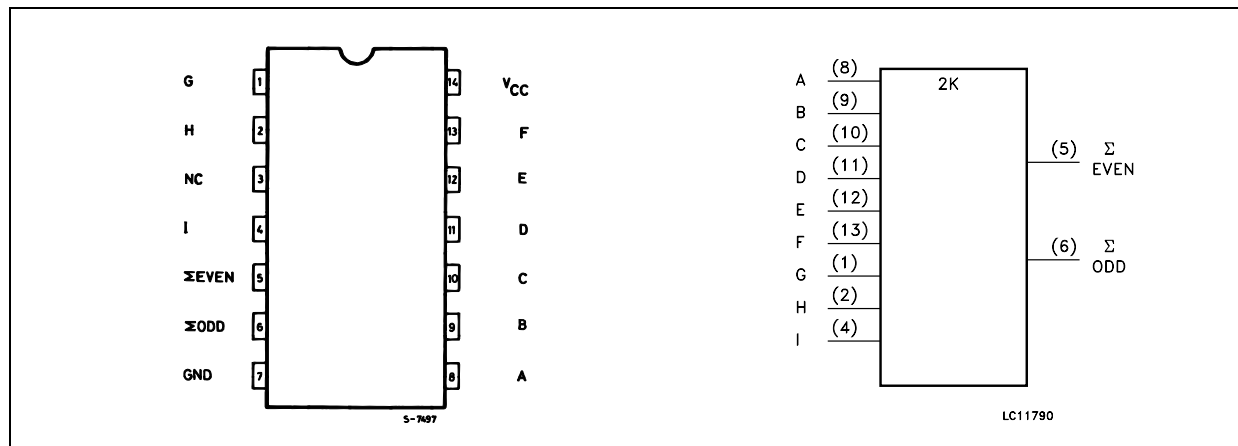 G 1 14 VCC
H 2 13 F
NC 3 12 E
I 4 11 D
ΣEVEN 5 10 C
ΣODD 6 9 B
GND 7 8 A
S-7497
2K
A (8)
B (9)
C (10)
D (11)
E (12)
F (13)
G (1)
H (2)
I (4)
(5) Σ
EVEN
(6) Σ
ODD
LC11790